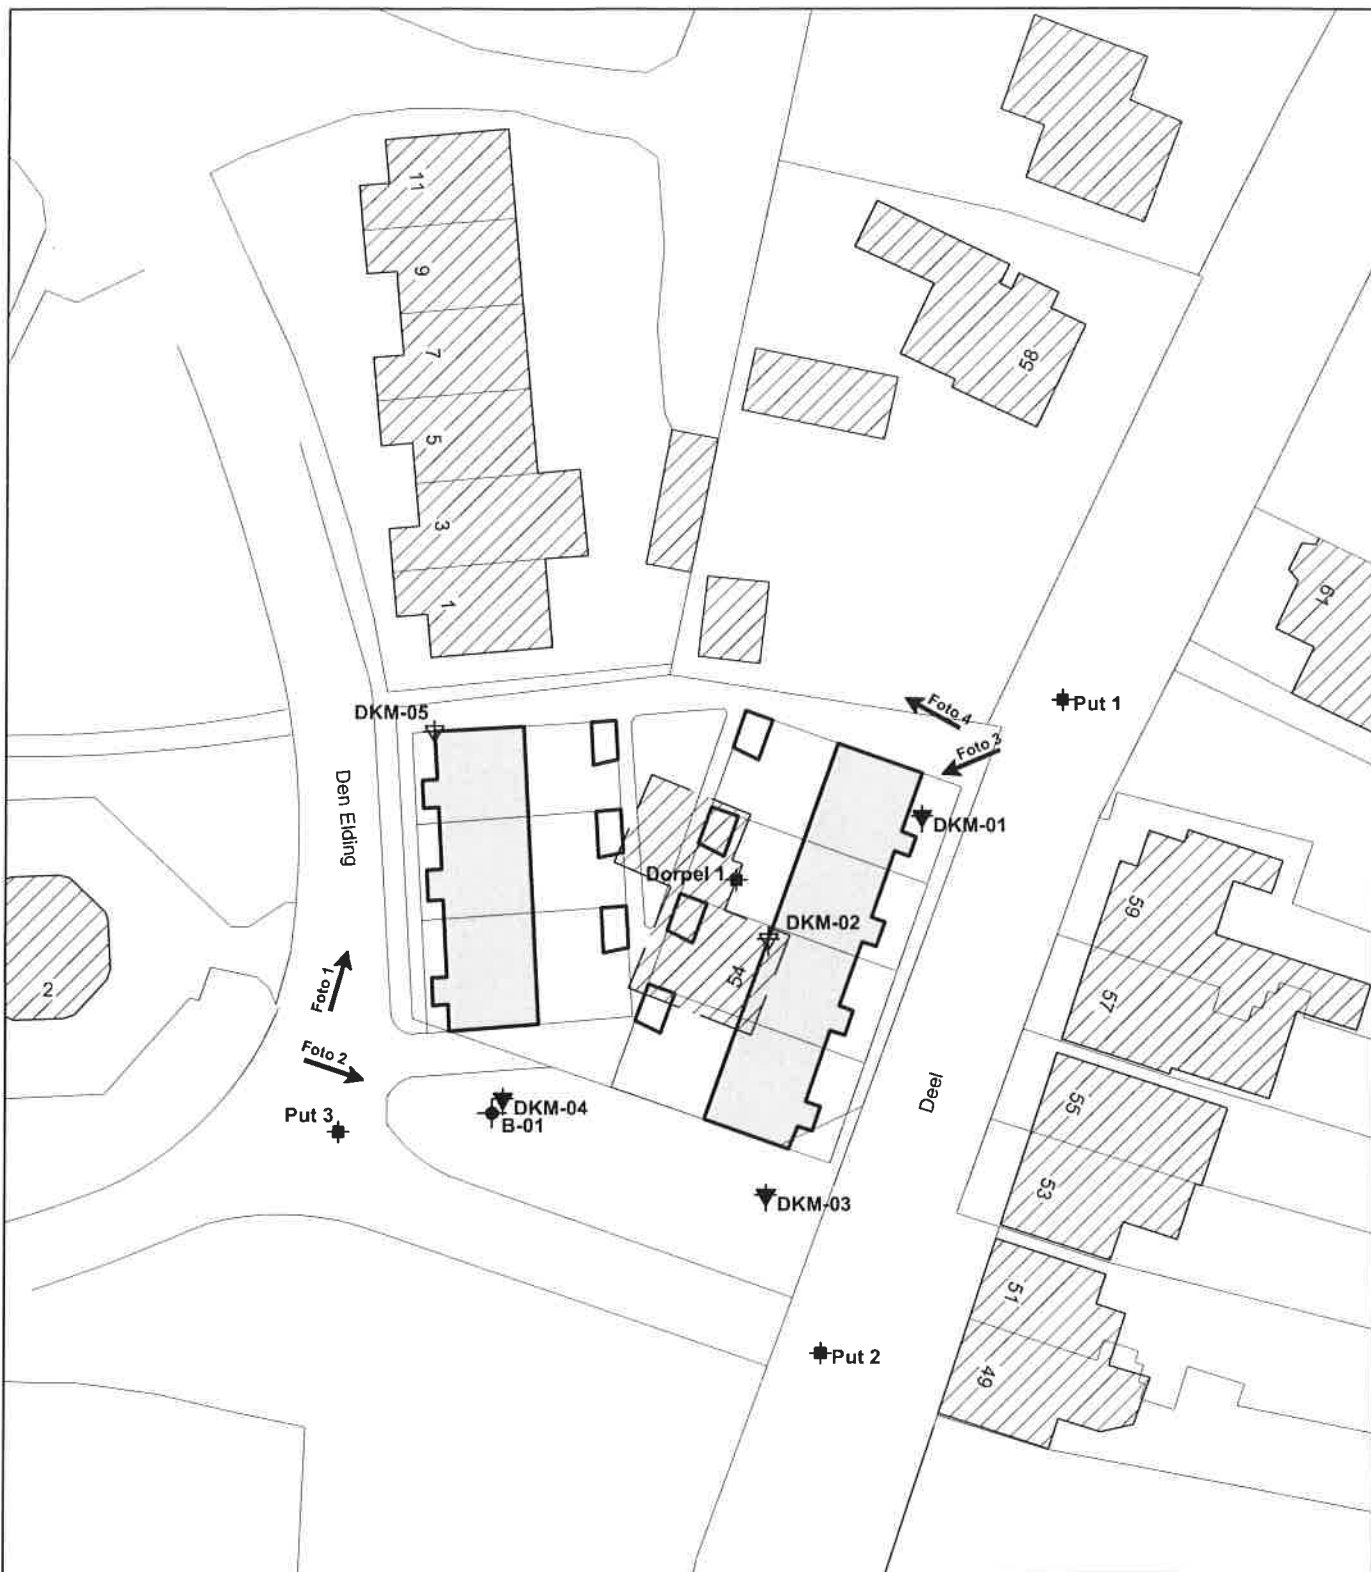 11
9
7
5
3
1
58
61
Put 1
Foto 4
Foto 3
DKM-05
DKM-01
Den Elding
Dorpel 1
DKM-02
54
59
57
2
Foto 1
Foto 2
Put 3
DKM-04
B-01
Deel
55
53
DKM-03
51
49
Put 2